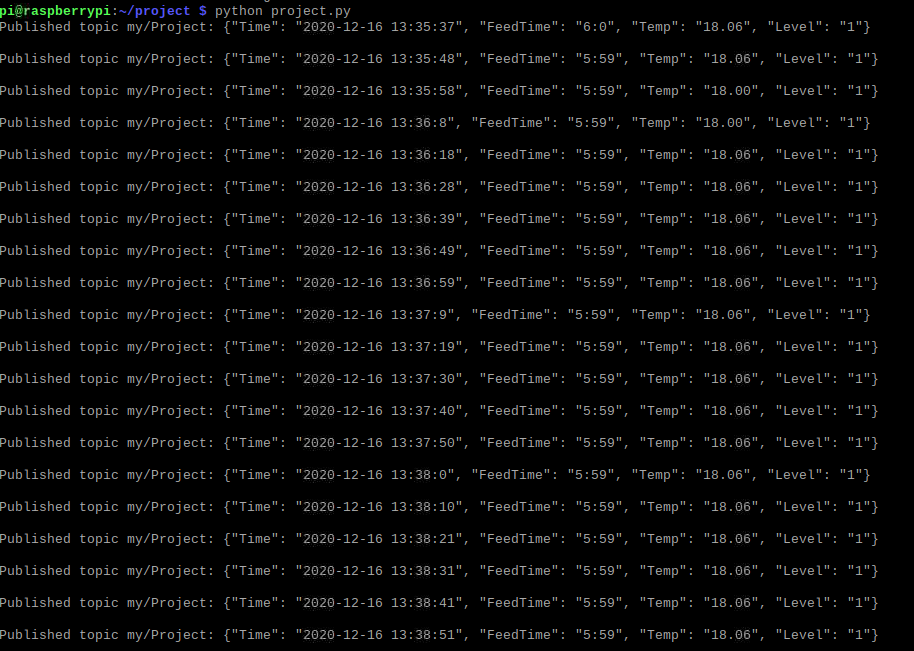 pi@raspberrypi:~/project $ python project.py
Published topic my/Project: {"Time": "2020-12-16 13:35:37", "FeedTime": "6:0", "Temp": "18.06", "Level": "1"}
Published topic my/Project: {"Time": "2020-12-16 13:35:48", "FeedTime": "5:59", "Temp": "18.06", "Level": "1"}
Published topic my/Project: {"Time": "2020-12-16 13:35:58", "FeedTime": "5:59", "Temp": "18.00", "Level": "1"}
Published topic my/Project: {"Time": "2020-12-16 13:36:8", "FeedTime": "5:59", "Temp": "18.00", "Level": "1"}
Published topic my/Project: {"Time": "2020-12-16 13:36:18", "FeedTime": "5:59", "Temp": "18.06", "Level": "1"}
Published topic my/Project: {"Time": "2020-12-16 13:36:28", "FeedTime": "5:59", "Temp": "18.06", "Level": "1"}
Published topic my/Project: {"Time": "2020-12-16 13:36:39", "FeedTime": "5:59", "Temp": "18.06", "Level": "1"}
Published topic my/Project: {"Time": "2020-12-16 13:36:49", "FeedTime": "5:59", "Temp": "18.06", "Level": "1"}
Published topic my/Project: {"Time": "2020-12-16 13:36:59", "FeedTime": "5:59", "Temp": "18.06", "Level": "1"}
Published topic my/Project: {"Time": "2020-12-16 13:37:9", "FeedTime": "5:59", "Temp": "18.06", "Level": "1"}
Published topic my/Project: {"Time": "2020-12-16 13:37:19", "FeedTime": "5:59", "Temp": "18.06", "Level": "1"}
Published topic my/Project: {"Time": "2020-12-16 13:37:30", "FeedTime": "5:59", "Temp": "18.06", "Level": "1"}
Published topic my/Project: {"Time": "2020-12-16 13:37:40", "FeedTime": "5:59", "Temp": "18.06", "Level": "1"}
Published topic my/Project: {"Time": "2020-12-16 13:37:50", "FeedTime": "5:59", "Temp": "18.06", "Level": "1"}
Published topic my/Project: {"Time": "2020-12-16 13:38:0", "FeedTime": "5:59", "Temp": "18.06", "Level": "1"}
Published topic my/Project: {"Time": "2020-12-16 13:38:10", "FeedTime": "5:59", "Temp": "18.06", "Level": "1"}
Published topic my/Project: {"Time": "2020-12-16 13:38:21", "FeedTime": "5:59", "Temp": "18.06", "Level": "1"}
Published topic my/Project: {"Time": "2020-12-16 13:38:31", "FeedTime": "5:59", "Temp": "18.06", "Level": "1"}
Published topic my/Project: {"Time": "2020-12-16 13:38:41", "FeedTime": "5:59", "Temp": "18.06", "Level": "1"}
Published topic my/Project: {"Time": "2020-12-16 13:38:51", "FeedTime": "5:59", "Temp": "18.06", "Level": "1"}